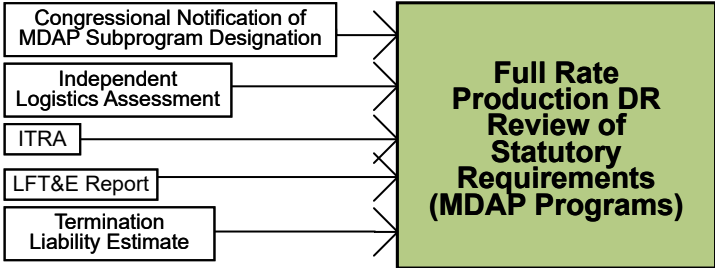 Congressional Notification of
MDAP Subprogram Designation
Independent
Logistics Assessment
ITRA
LFT&E Report
Termination
Liability Estimate
Full Rate
Production DR
Review of
Statutory
Requirements
(MDAP Programs)